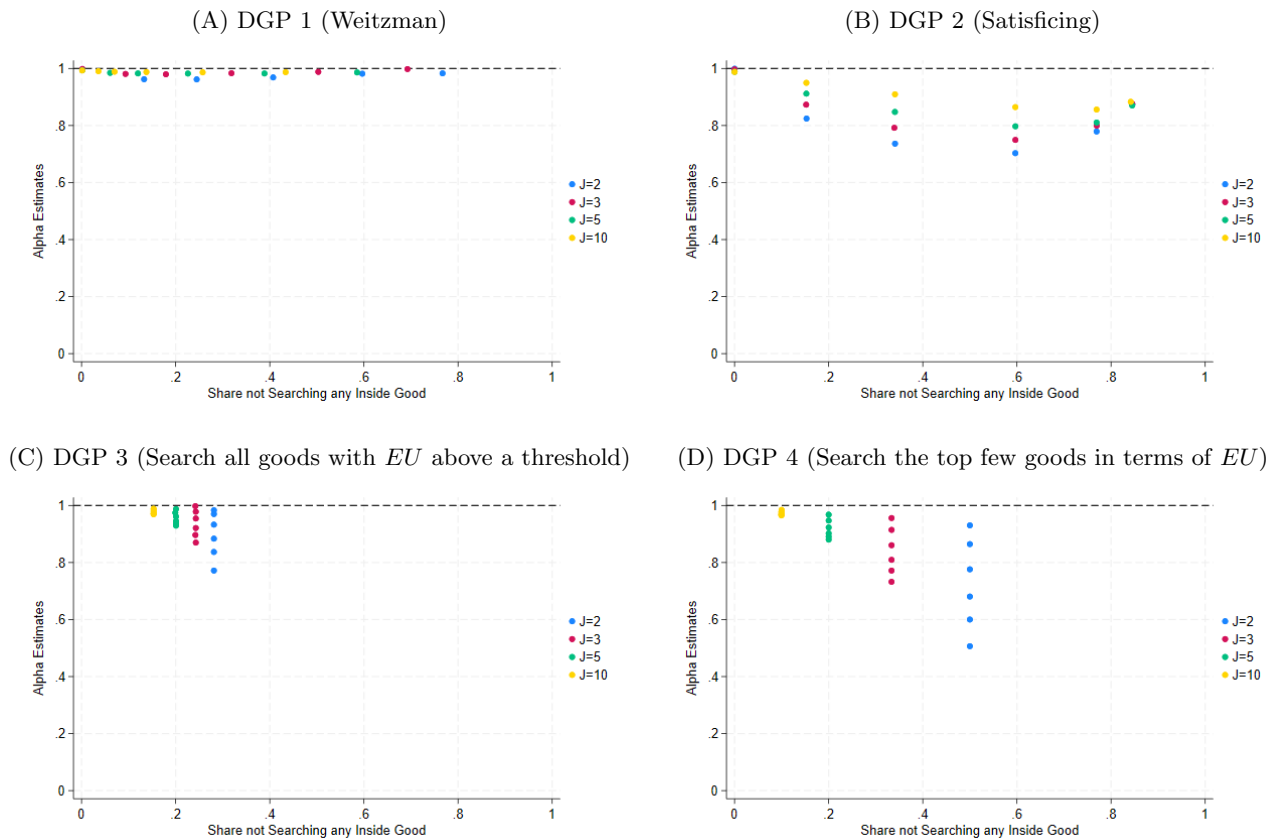 (A) DGP 1 (Weitzman)
1
.8
.6
.4
.2
0
Alpha Estimates
0 .2 .4 .6 .8 1
Share not Searching any Inside Good
J=2
J=3
J=5
J=10
(B) DGP 2 (Satisficing)
1
.8
.6
.4
.2
0
Alpha Estimates
0 .2 .4 .6 .8 1
Share not Searching any Inside Good
J=2
J=3
J=5
J=10
(C) DGP 3 (Search all goods with EU above a threshold)
1
.8
.6
.4
.2
0
Alpha Estimates
0 .2 .4 .6 .8 1
Share not Searching any Inside Good
J=2
J=3
J=5
J=10
(D) DGP 4 (Search the top few goods in terms of EU)
1
.8
.6
.4
.2
0
Alpha Estimates
0 .2 .4 .6 .8 1
Share not Searching any Inside Good
J=2
J=3
J=5
J=10